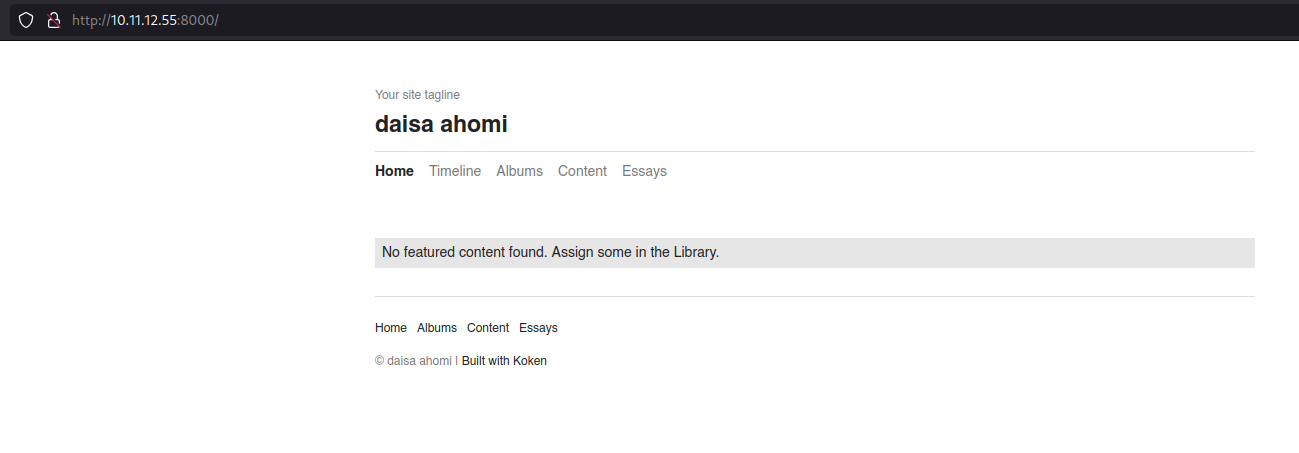 http://10.11.12.55:8000/
Your site tagline
daisa ahomi
Home Timeline Albums Content Essays
No featured content found. Assign some in the Library.
Home Albums Content Essays
© daisa ahomi | Built with Koken